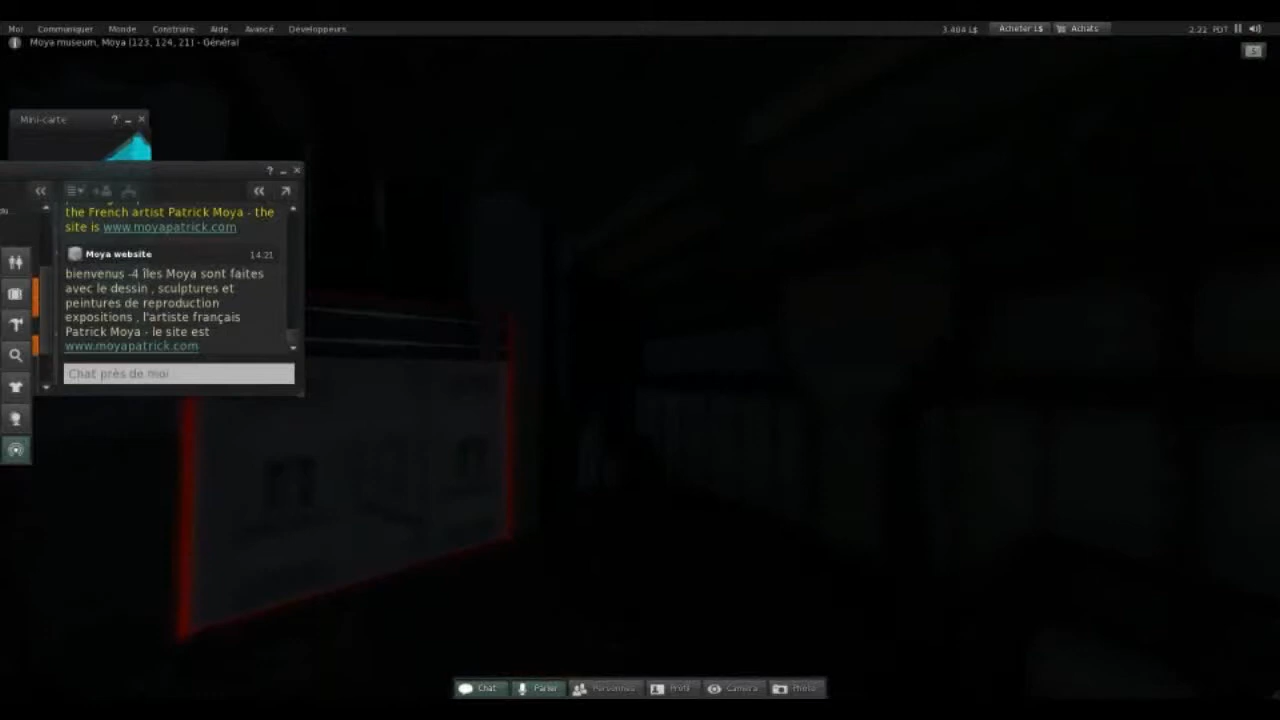 Moi Communiquer Monde Construire Aide Avancé Développeurs
3.404 L$ Acheter L$ Achats 2:21 PDT
Moya museum, Moya (123, 124, 21) - Général
Mini-carte ? _ ×
? _ ×
the French artist Patrick Moya - the
site is www.moyapatrick.com
Moya website 14:21
bienvenus -4 îles Moya sont faites
avec le dessin , sculptures et
peintures de reproduction
expositions , l'artiste français
Patrick Moya - le site est
www.moyapatrick.com
Chat près de moi
Chat Parler Personnes Profil Caméra Photo